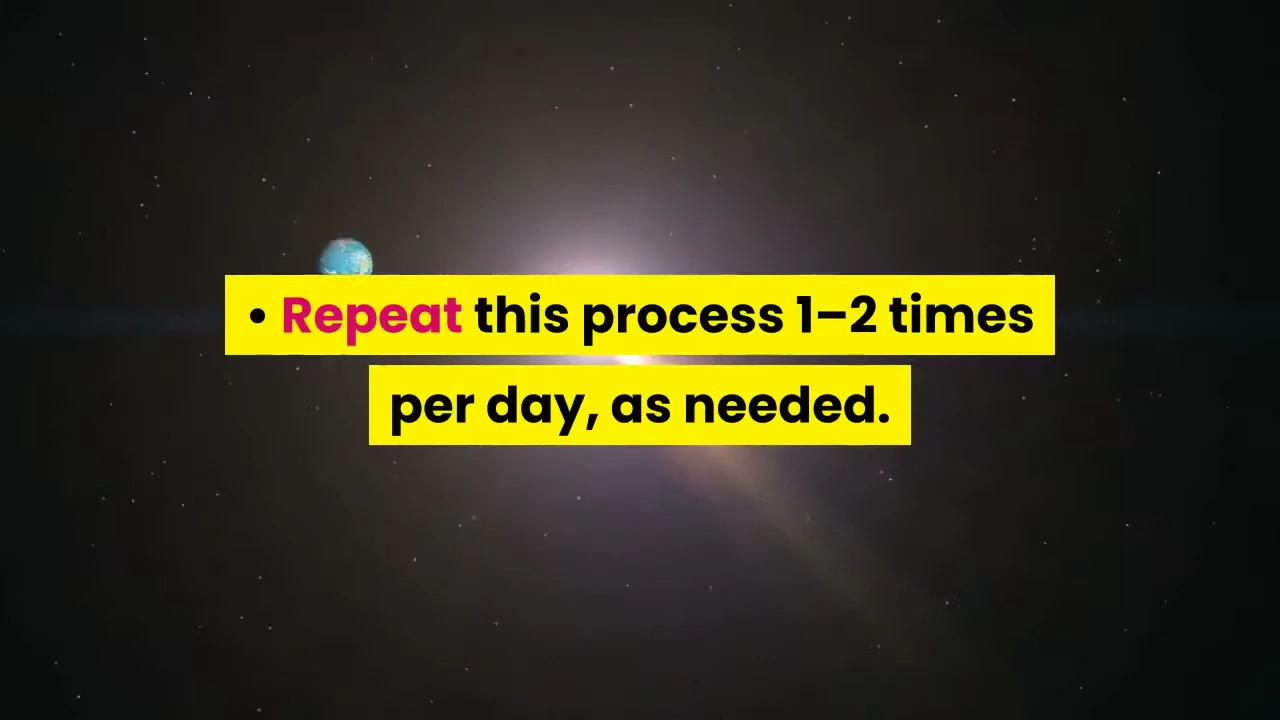 • Repeat this process 1–2 times
per day, as needed.